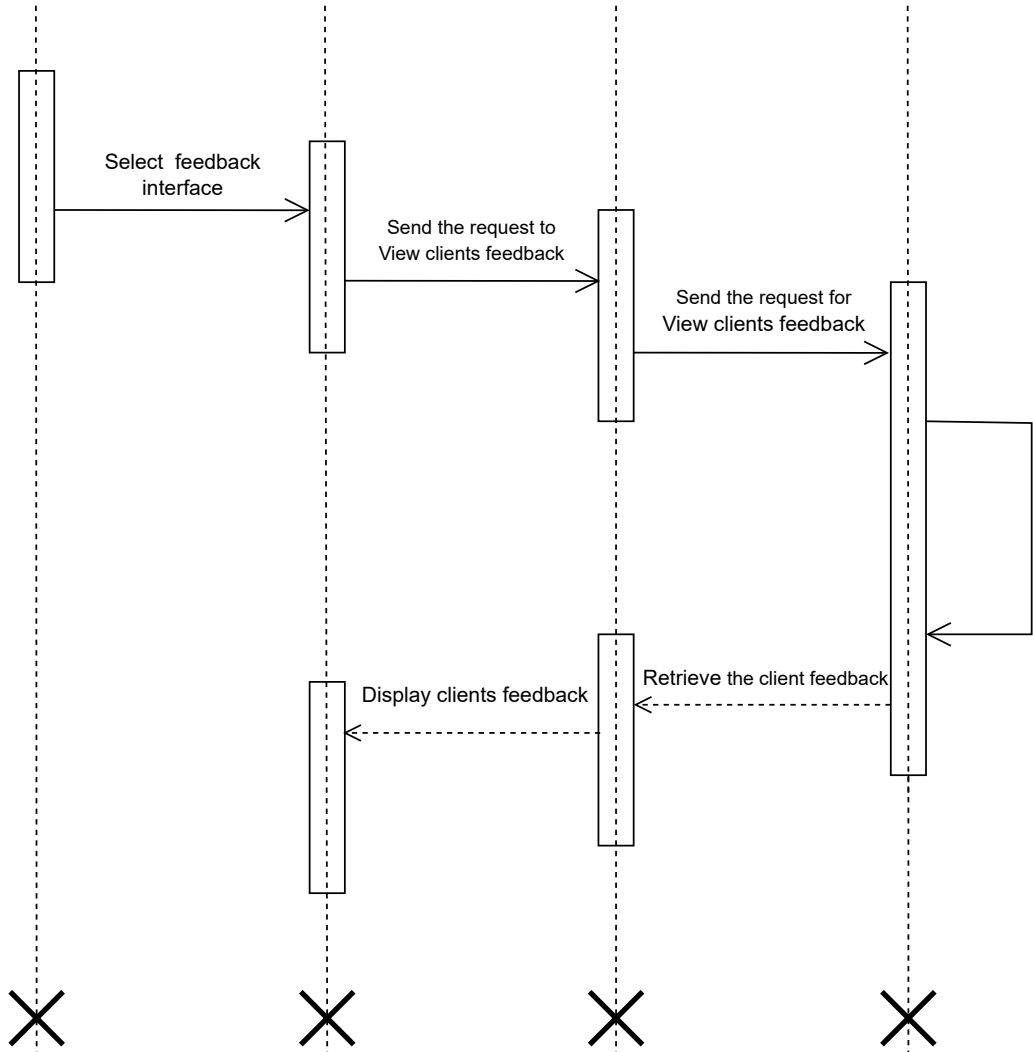 Select  feedback
interface
Send the request to
View clients feedback
Send the request for
View clients feedback
Retrieve the client feedback
Display clients feedback